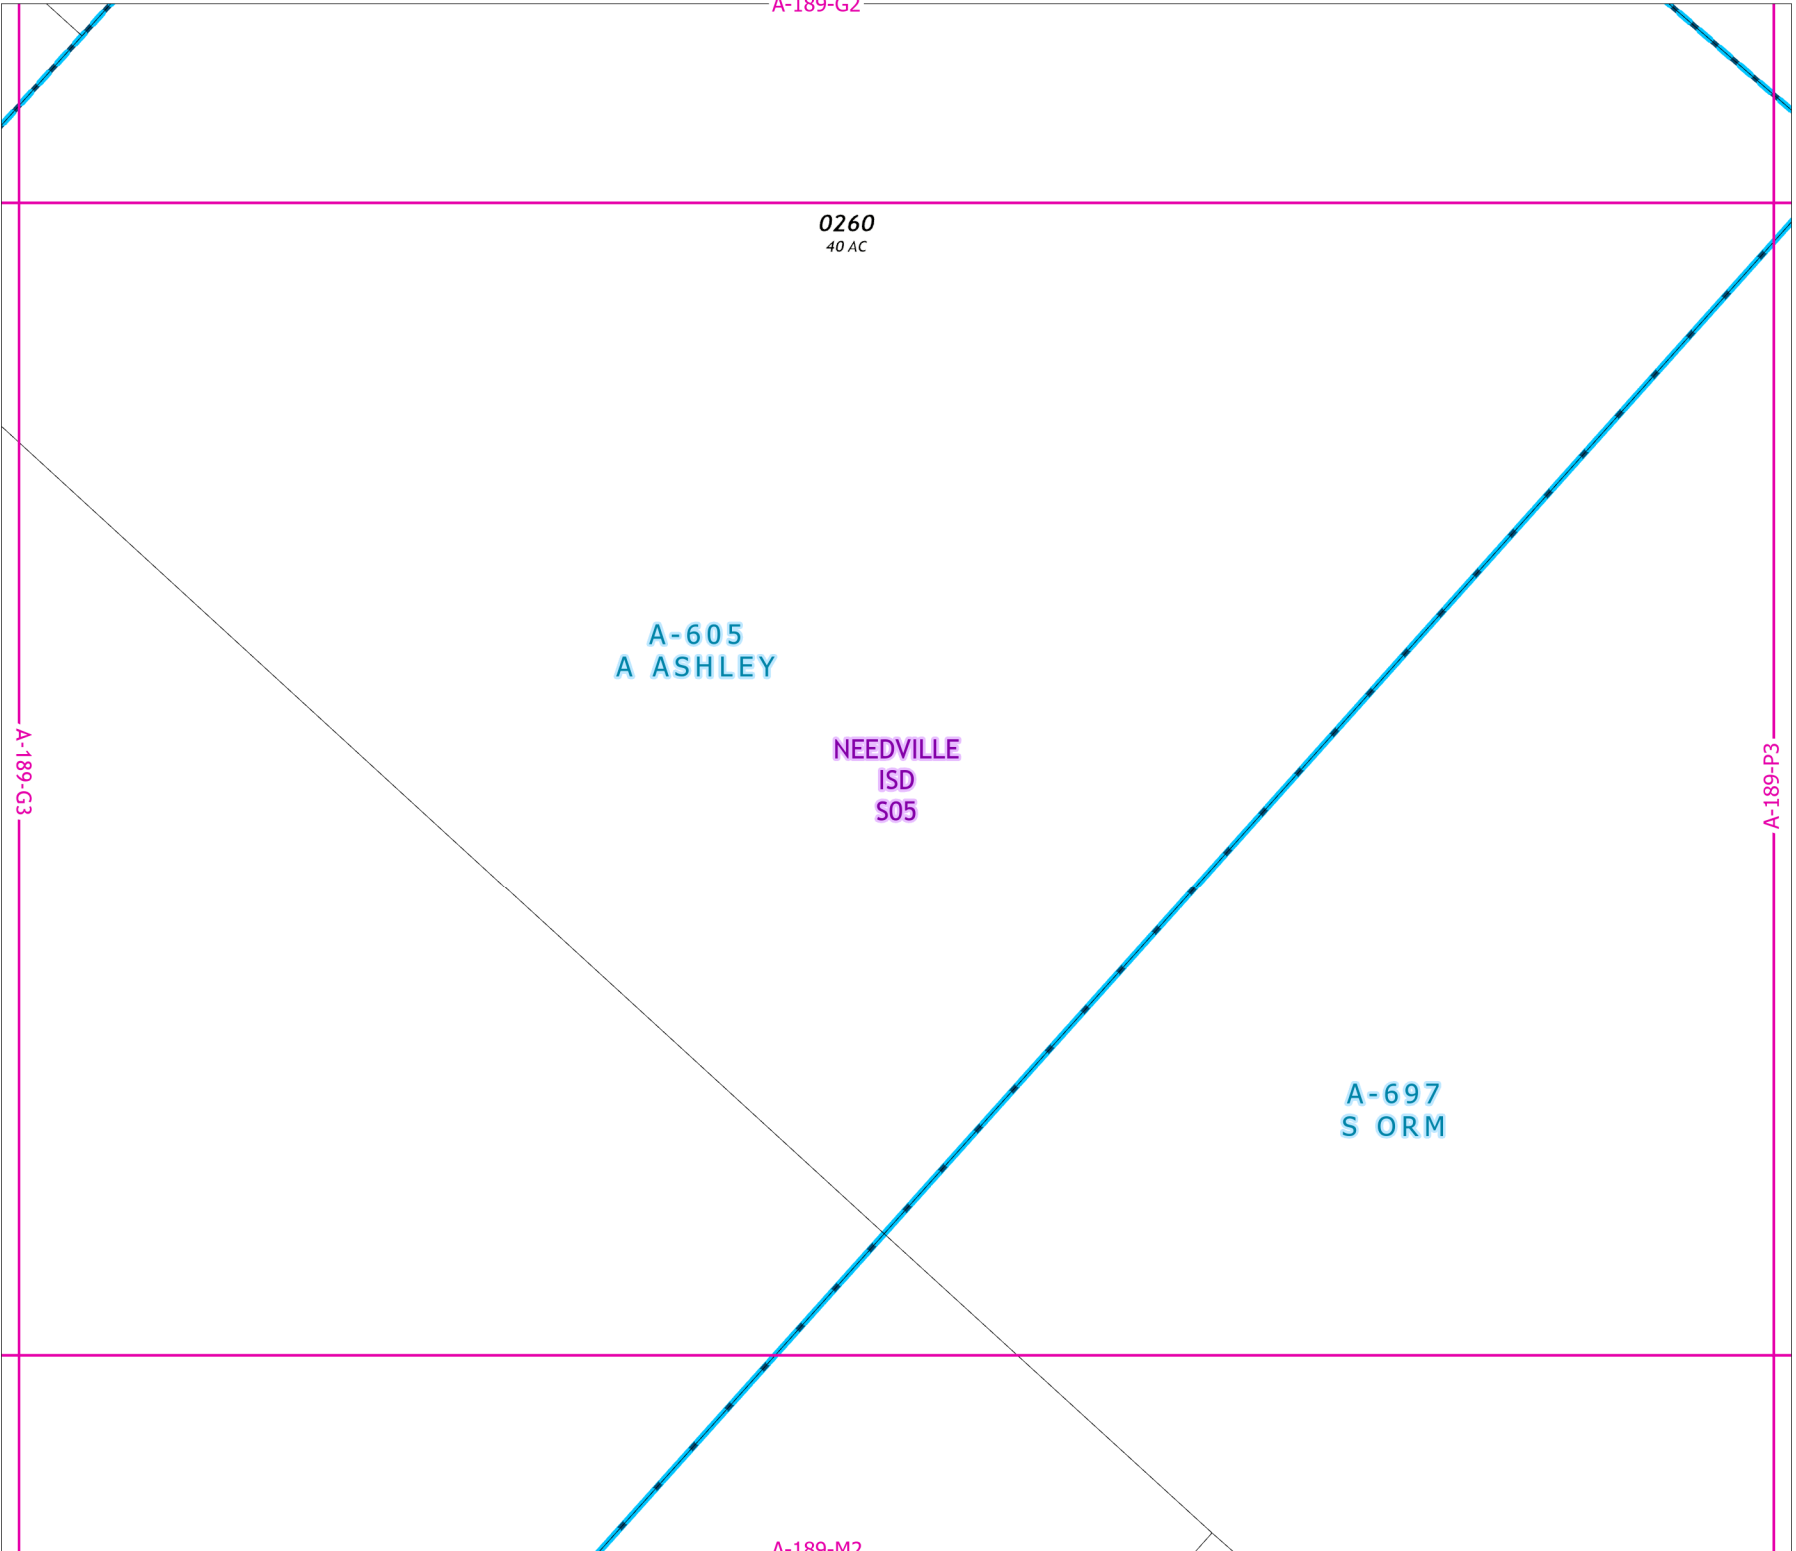 A-189-G2
0260
40 AC
A-605
A ASHLEY
NEEDVILLE
ISD
S05
A-189-G3
A-189-P3
A-697
S ORM
A-189-M2